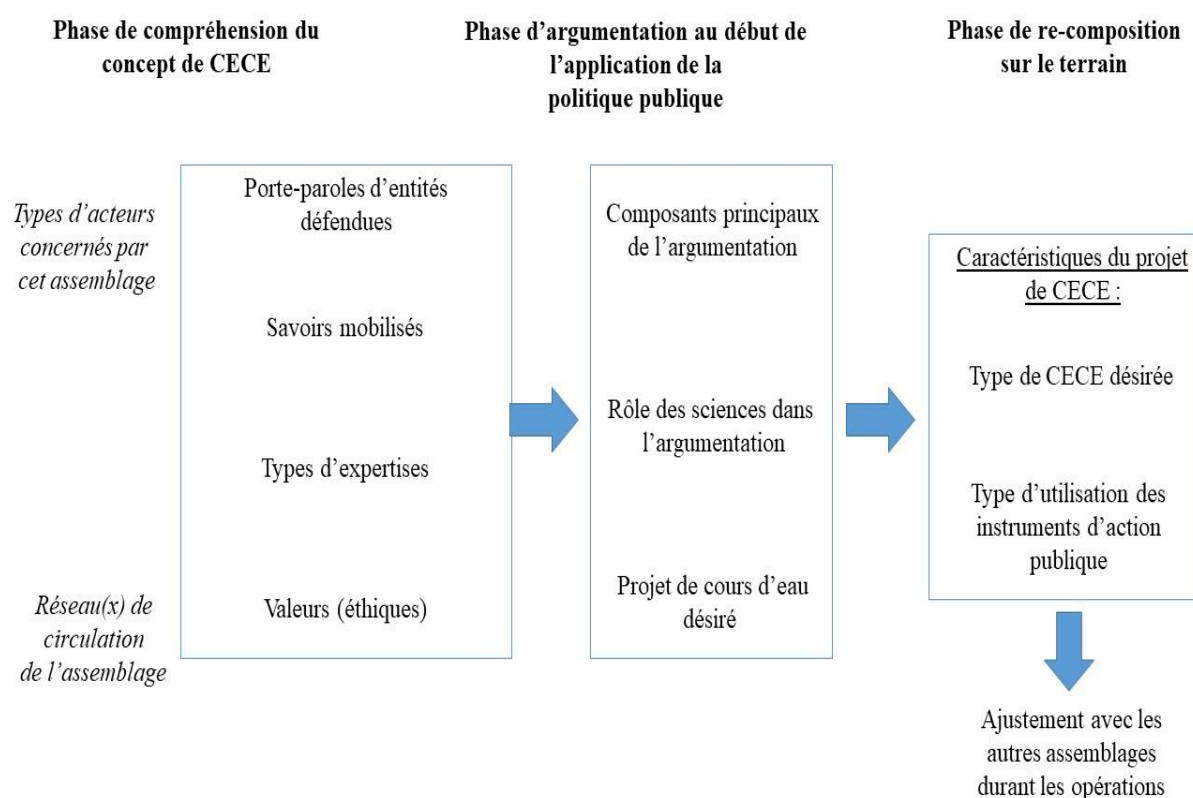 Phase de compréhension du
concept de CECE
Phase d’argumentation au début de
l’application de la
politique publique
Phase de re-composition
sur le terrain
Types d’acteurs
concernés par
cet assemblage
Réseau(x) de
circulation
de l’assemblage
Porte-paroles d’entités
défendues
Savoirs mobilisés
Types d’expertises
Valeurs (éthiques)
Composants principaux
de l’argumentation
Rôle des sciences dans
l’argumentation
Projet de cours d’eau
désiré
Caractéristiques du projet
de CECE :
Type de CECE désirée
Type d’utilisation des
instruments d’action
publique
Ajustement avec les
autres assemblages
durant les opérations